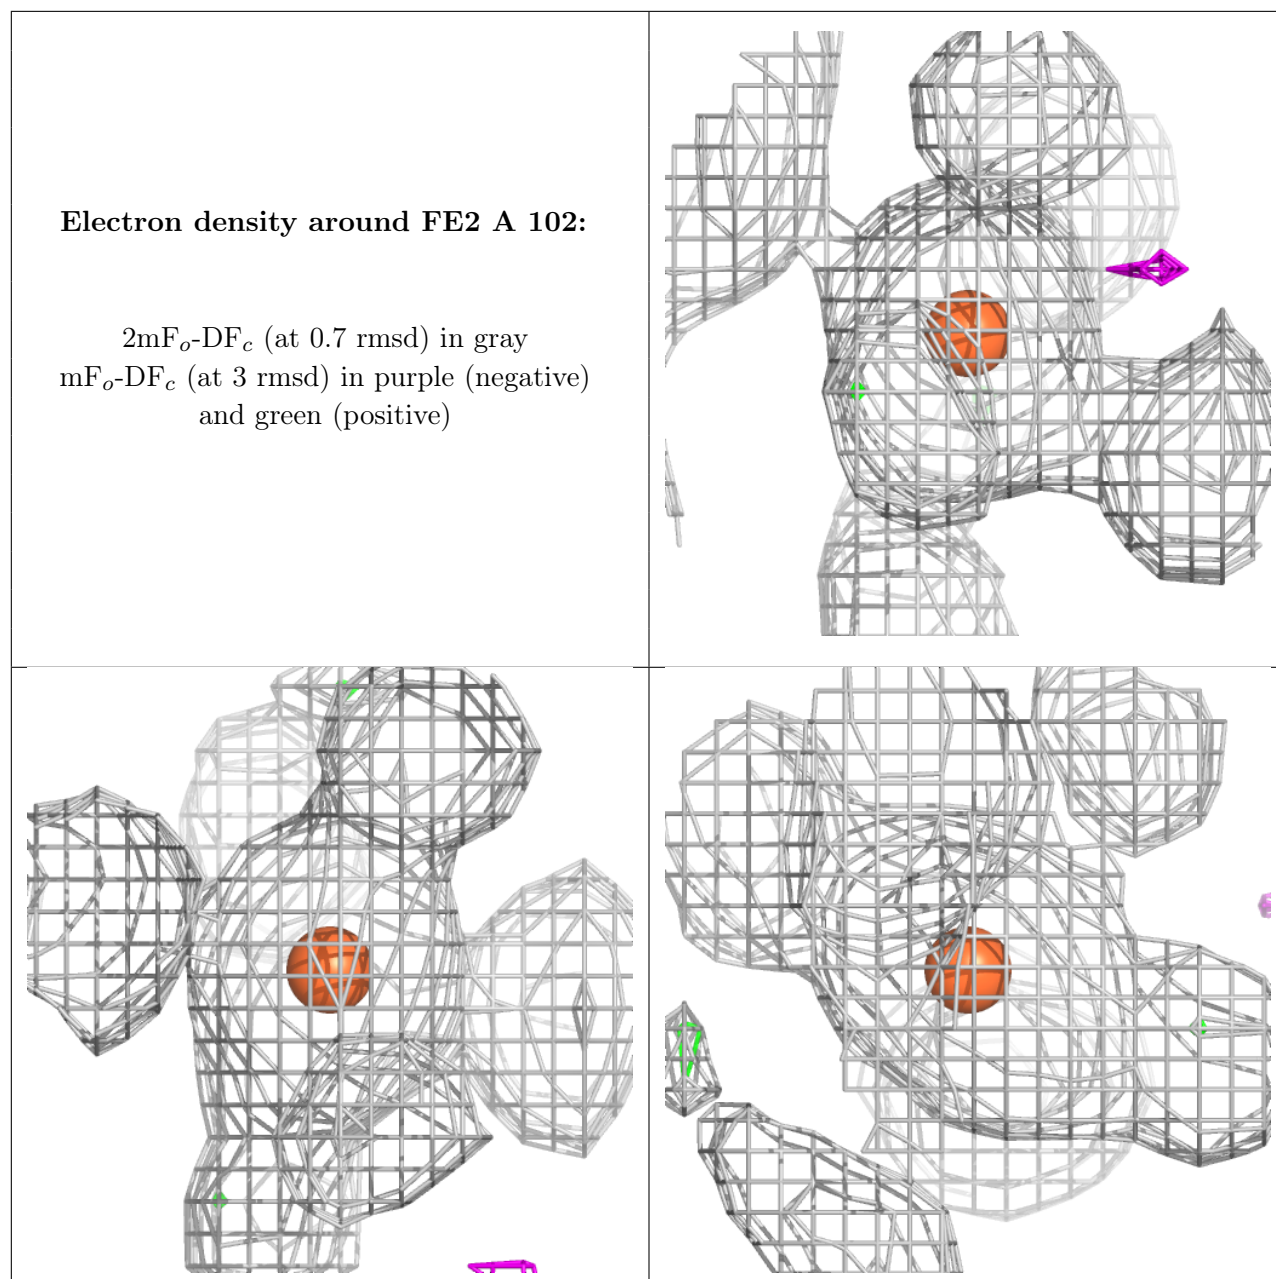 Electron density around FE2 A 102:
2mFo-DFc (at 0.7 rmsd) in gray
mFo-DFc (at 3 rmsd) in purple (negative)
and green (positive)